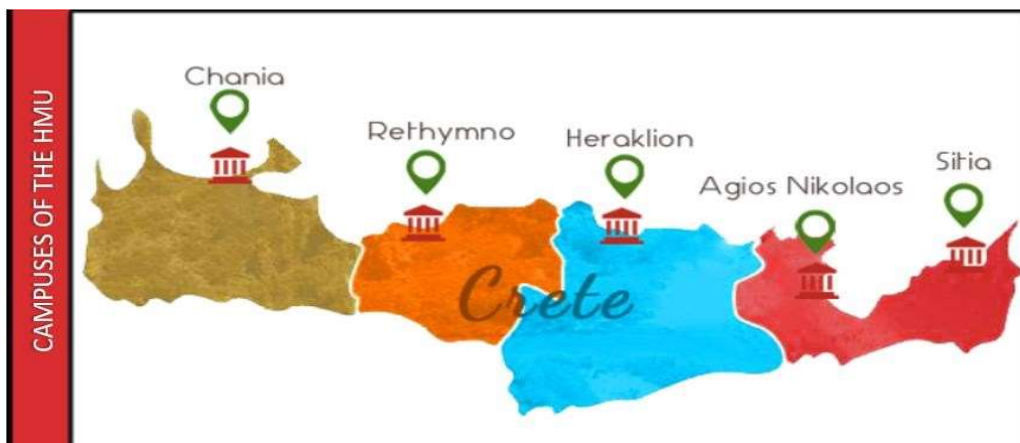 CAMPUSES OF THE HMU
Chania
Rethymno
Heraklion
Agios Nikolaos
Sitia
Crete